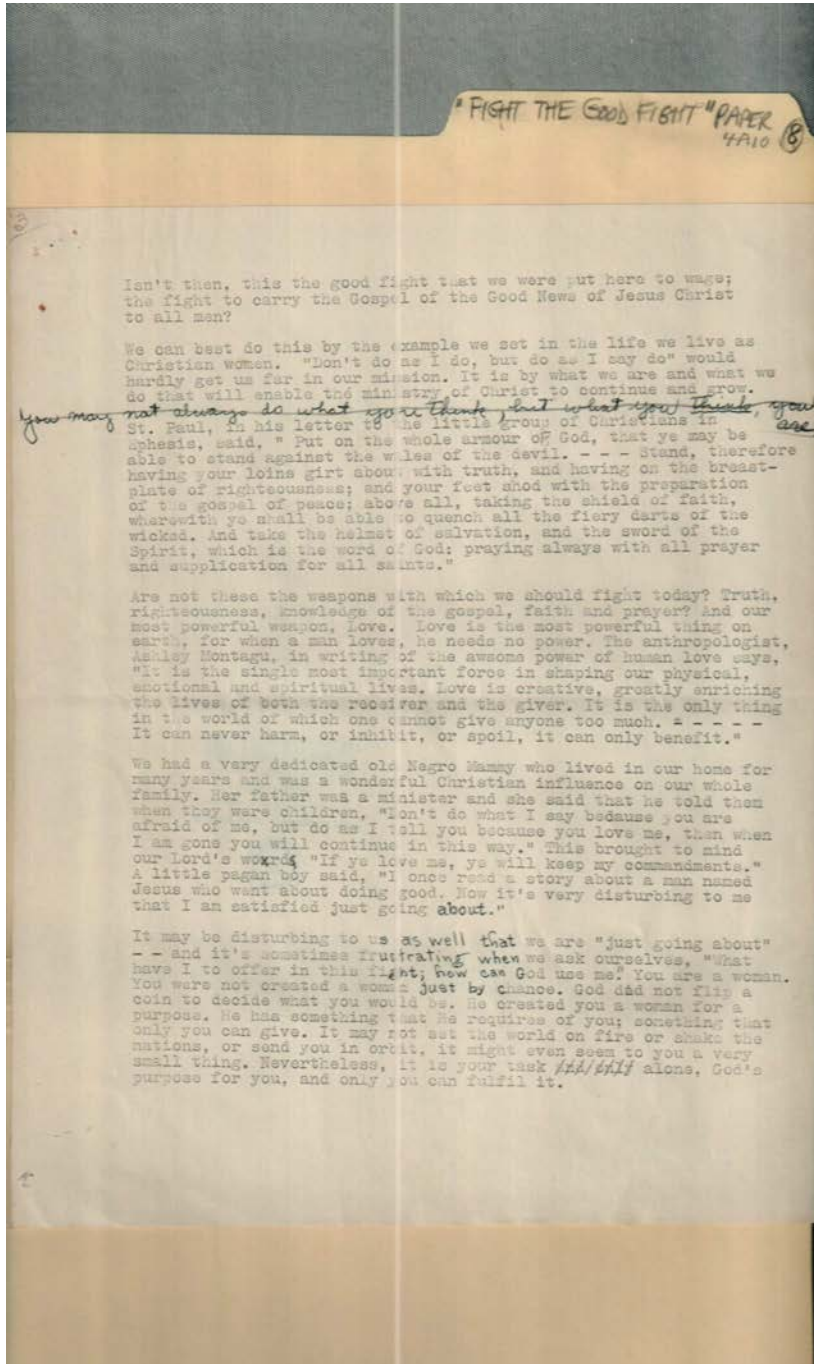 "FIGHT THE GOOD FIGHT" PAPER
4A10 8
Isn't then, this the good fight that we were put here to wage;
the fight to carry the Gospel of the Good News of Jesus Christ
to all men?
We can best do this by the example we set in the life we live as
Christian women. "Don't do as I do, but do as I say do" would
hardly get us far in our mission. It is by what we are and what we
do that will enable the ministry of Christ to continue and grow.
you may not always do what you think, but what you think, you are
St. Paul, in his letter to the little group of Christians in
Ephesis, said, " Put on the whole armour of God, that ye may be
able to stand against the wiles of the devil. - - - Stand, therefore
having your loins girt about with truth, and having on the breast-
plate of righteousness; and your feet shod with the preparation
of the gospel of peace; above all, taking the shield of faith,
wherewith ye shall be able to quench all the fiery darts of the
wicked. And take the helmet of salvation, and the sword of the
Spirit, which is the word of God: praying always with all prayer
and supplication for all saints."
Are not these the weapons with which we should fight today? Truth,
righteousness, knowledge of the gospel, faith and prayer? And our
most powerful weapon, Love. Love is the most powerful thing on
earth, for when a man loves, he needs no power. The anthropologist,
Ashley Montagu, in writing of the awsome power of human love says,
"It is the single most important force in shaping our physical,
emotional and spiritual lives. Love is creative, greatly enriching
the lives of both the receiver and the giver. It is the only thing
in the world of which one cannot give anyone too much. - - - - -
It can never harm, or inhibit, or spoil, it can only benefit."
We had a very dedicated old Negro Mammy who lived in our home for
many years and was a wonderful Christian influence on our whole
family. Her father was a minister and she said that he told them
when they were children, "Don't do what I say bedause you are
afraid of me, but do as I tell you because you love me, then when
I am gone you will continue in this way." This brought to mind
our Lord's words "If ye love me, ye will keep my commandments."
A little pagan boy said, "I once read a story about a man named
Jesus who went about doing good. Now it's very disturbing to me
that I am satisfied just going about."
It may be disturbing to us as well that we are "just going about"
- - and it's sometimes frustrating when we ask ourselves, "What
have I to offer in this fight; how can God use me." You are a woman.
You were not created a woman just by chance. God did not flip a
coin to decide what you would be. He created you a woman for a
purpose. He has something that He requires of you; something that
only you can give. It may not set the world on fire or shake the
nations, or send you in orbit, it might even seem to you a very
small thing. Nevertheless, it is your task alone, God's
purpose for you, and only you can fulfil it.